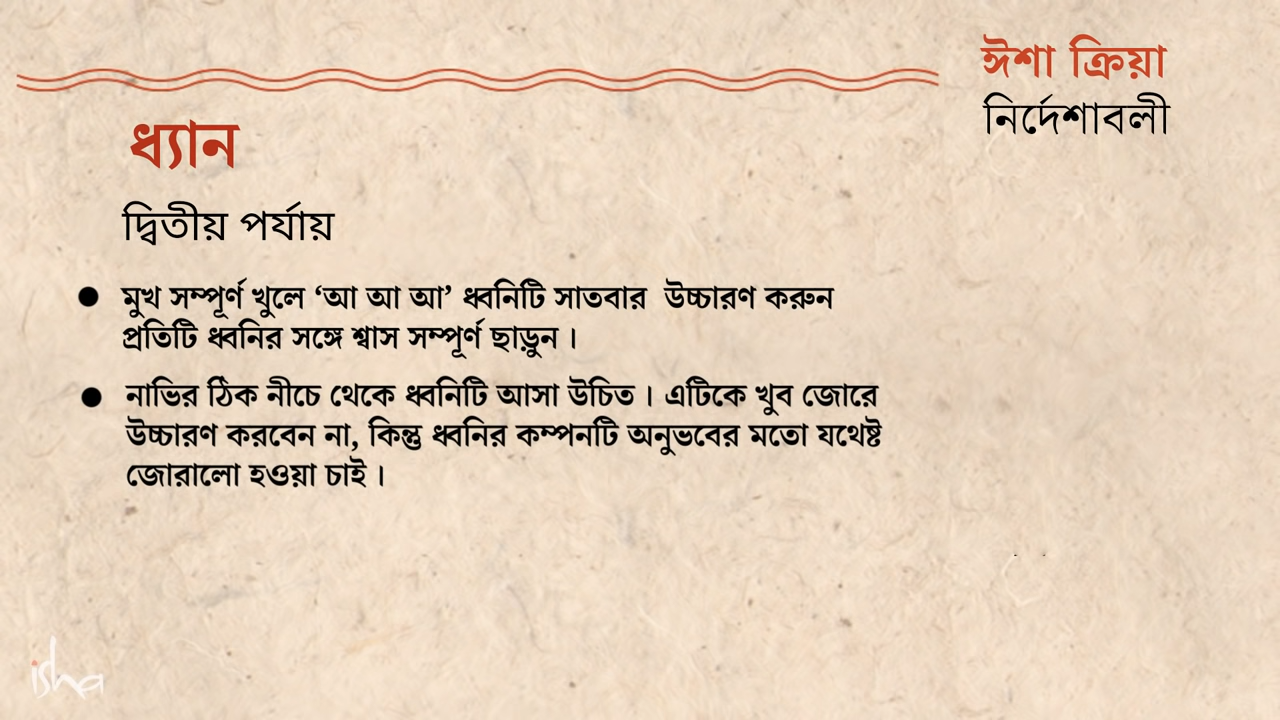 ঈশা ক্রিয়া
নির্দেশাবলী
ধ্যান
দ্বিতীয় পর্যায়
● মুখ সম্পূর্ণ খুলে ‘আ আ আ’ ধ্বনিটি সাতবার উচ্চারণ করুন
প্রতিটি ধ্বনির সঙ্গে শ্বাস সম্পূর্ণ ছাড়ুন ।
● নাভির ঠিক নীচে থেকে ধ্বনিটি আসা উচিত । এটিকে খুব জোরে
উচ্চারণ করবেন না, কিন্তু ধ্বনির কম্পনটি অনুভবের মতো যথেষ্ট
জোরালো হওয়া চাই ।
isha